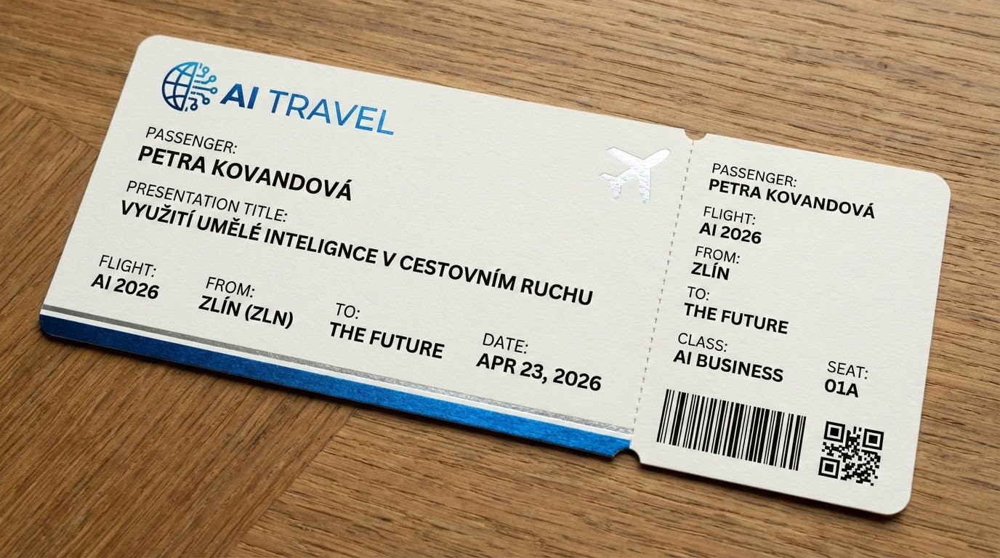 AI TRAVEL
PASSENGER:
PETRA KOVANDOVÁ
PRESENTATION TITLE:
VYUŽITÍ UMĚLÉ INTELIGNCE V CESTOVNÍM RUCHU
FLIGHT:
AI 2026
FROM:
ZLÍN (ZLN)
TO:
THE FUTURE
DATE:
APR 23, 2026
PASSENGER:
PETRA KOVANDOVÁ
FLIGHT:
AI 2026
FROM:
ZLÍN
TO:
THE FUTURE
CLASS:
AI BUSINESS
SEAT:
01A